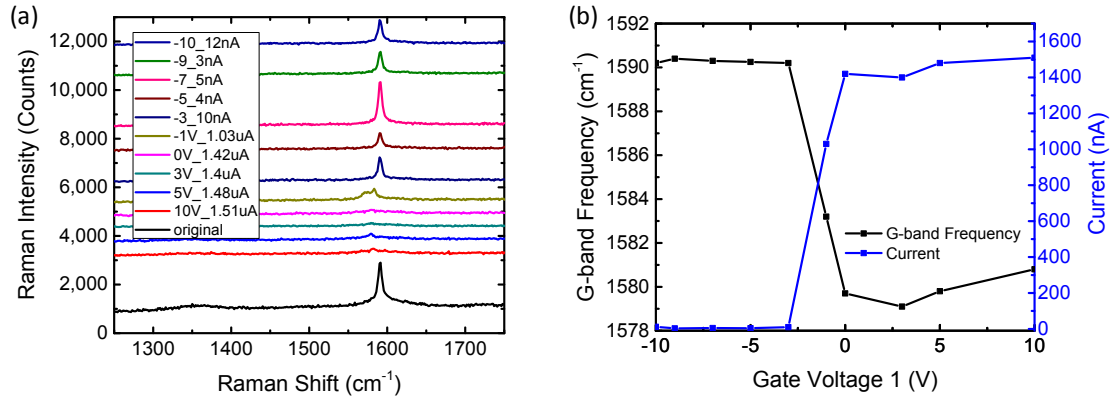 (a)
Raman Intensity (Counts)
12,000
10,000
8,000
6,000
4,000
2,000
0
-10_12nA
-9_3nA
-7_5nA
-5_4nA
-3_10nA
-1V_1.03uA
0V_1.42uA
3V_1.4uA
5V_1.48uA
10V_1.51uA
original
1300 1400 1500 1600 1700
Raman Shift (cm-1)
(b)
G-band Frequency (cm-1)
1592
1590
1588
1586
1584
1582
1580
1578
G-band Frequency
Current
-10 -5 0 5 10
Gate Voltage 1 (V)
1600
1400
1200
1000
800
600
400
200
0
Current (nA)